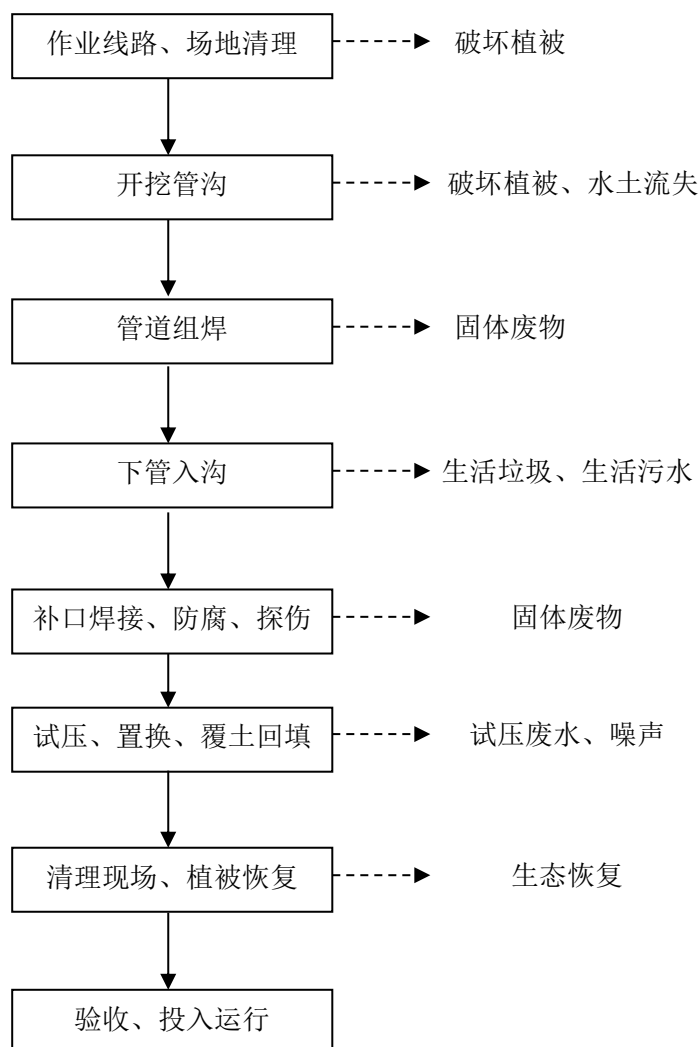 作业线路、场地清理
破坏植被
开挖管沟
破坏植被、水土流失
管道组焊
固体废物
下管入沟
生活垃圾、生活污水
补口焊接、防腐、探伤
固体废物
试压、置换、覆土回填
试压废水、噪声
清理现场、植被恢复
生态恢复
验收、投入运行